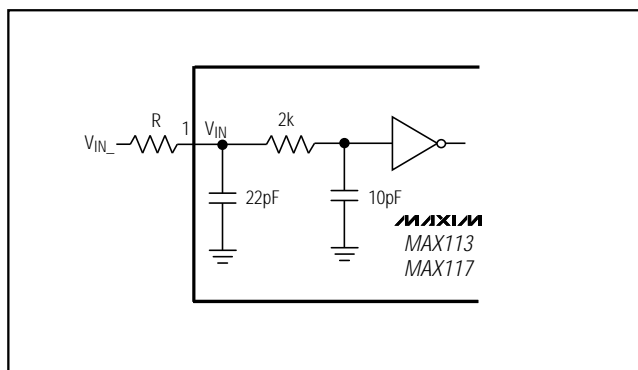 R
1
V_IN
2k
V_IN_
22pF
10pF
MAXIM
MAX113
MAX117